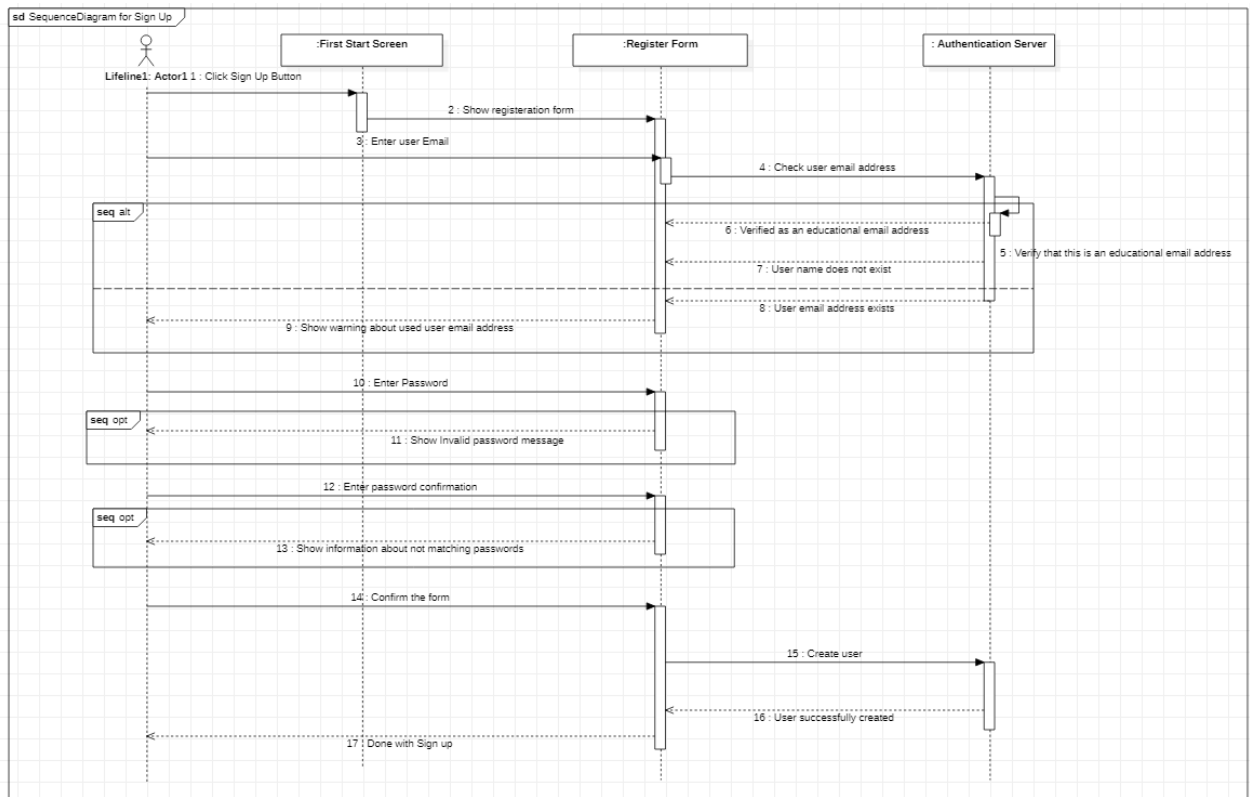 sd SequenceDiagram for Sign Up
:First Start Screen
:Register Form
: Authentication Server
Lifeline1: Actor1
1 : Click Sign Up Button
2 : Show registeration form
3 : Enter user Email
4 : Check user email address
seq alt
6 : Verified as an educational email address
5 : Verify that this is an educational email address
7 : User name does not exist
8 : User email address exists
9 : Show warning about used user email address
10 : Enter Password
seq opt
11 : Show Invalid password message
12 : Enter password confirmation
seq opt
13 : Show information about not matching passwords
14 : Confirm the form
15 : Create user
16 : User successfully created
17 : Done with Sign up